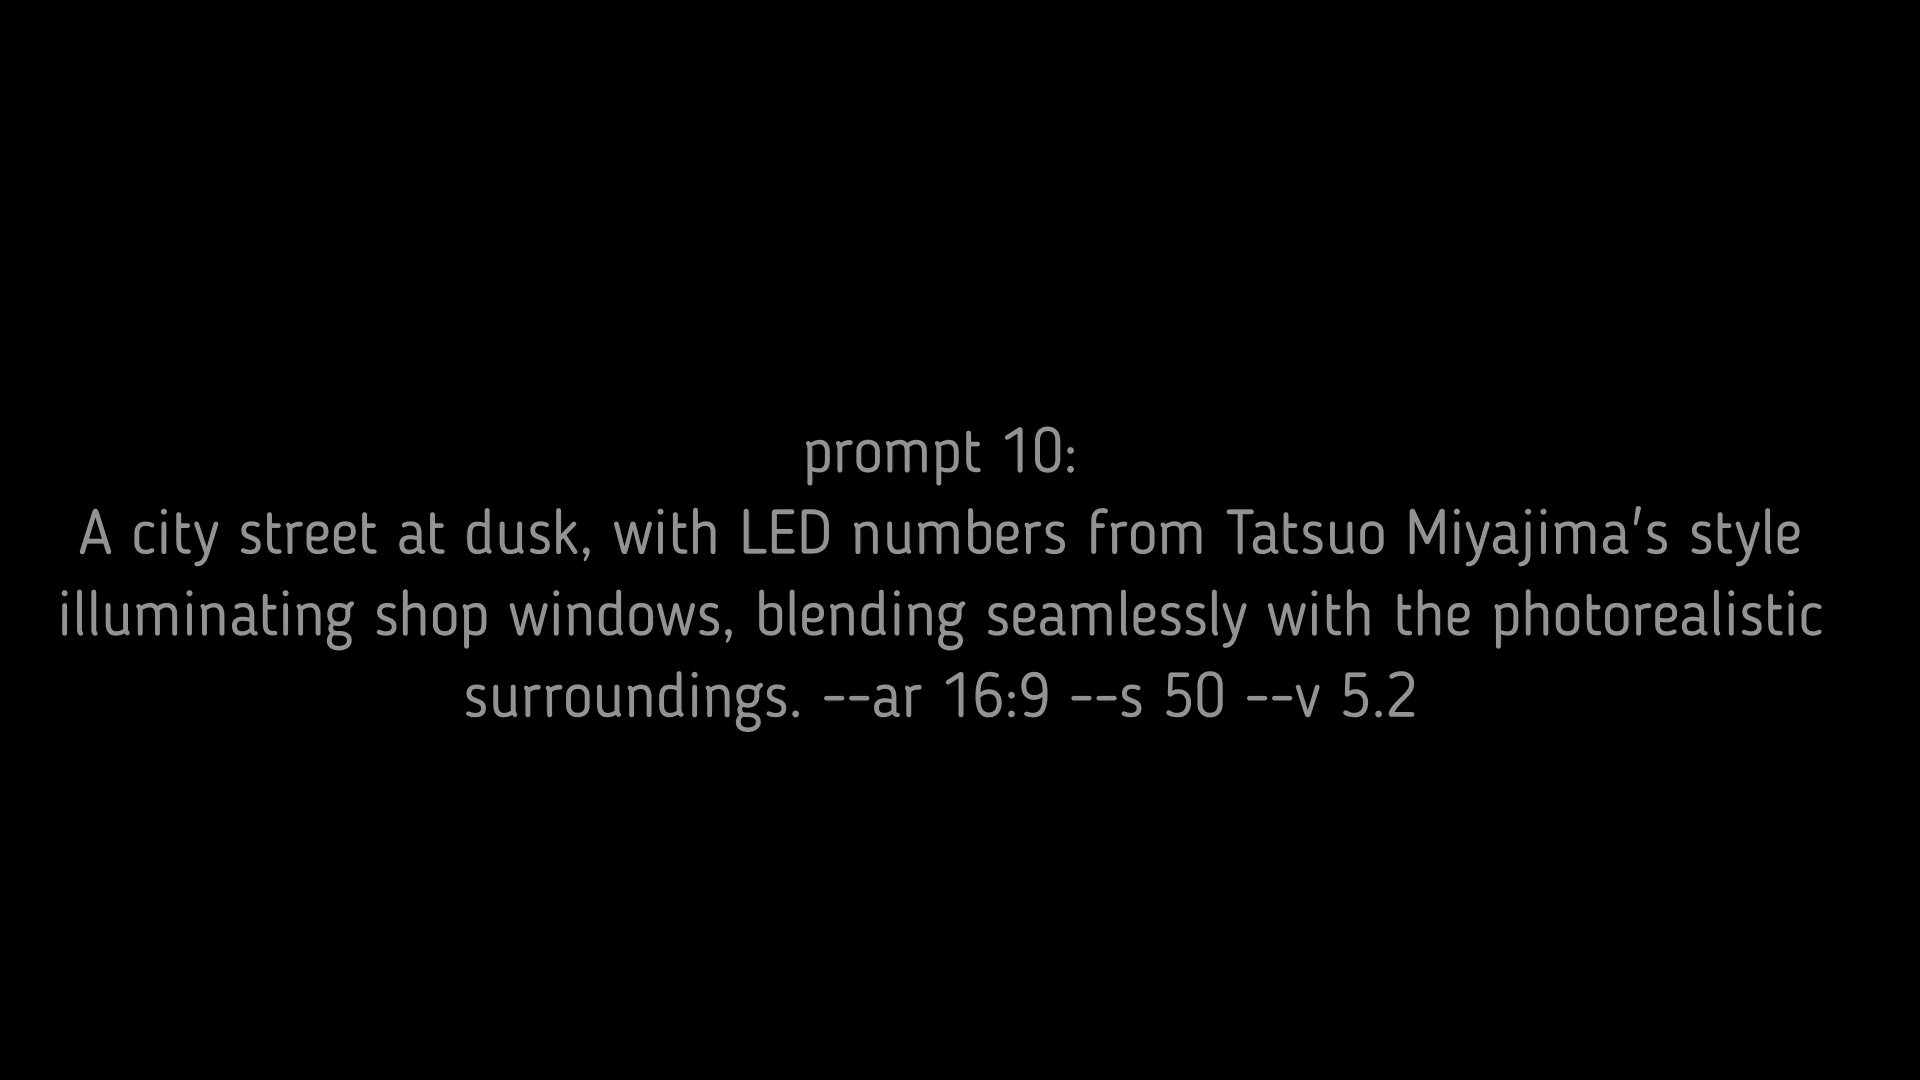 prompt 10:
A city street at dusk, with LED numbers from Tatsuo Miyajima's style
illuminating shop windows, blending seamlessly with the photorealistic
surroundings. --ar 16:9 --s 50 --v 5.2